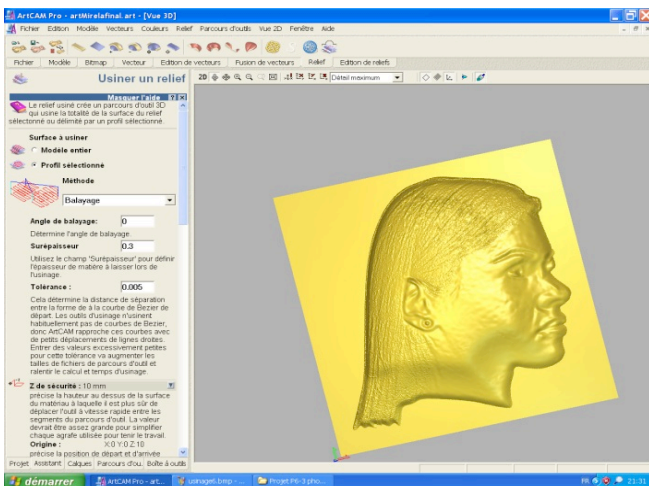 ArtCAM Pro - artMirelafinal.art - [Vue 3D]
Fichier Edition Modèle Vecteurs Couleurs Relief Parcours d'outils Vue 2D Fenêtre Aide
Fichier Modèle Bitmap Vecteur Edition de vecteurs Fusion de vecteurs Relief Edition de reliefs
Usiner un relief
2D Détail maximum
Masquer l'aide
Le relief usiné crée un parcours d'outil 3D
qui usine la totalité de la surface du relief
sélectionné ou délimité par un profil sélectionné.
Surface à usiner
Modèle entier
Profil sélectionné
Méthode
Balayage
Angle de balayage: 0
Détermine l'angle de balayage.
Surépaisseur 0.3
Utilisez le champ 'Surépaisseur' pour définir
l'épaisseur de matière à laisser lors de
l'usinage.
Tolérance : 0.005
Cela détermine la distance de séparation
entre la forme de à la courbe de Bezier de
départ. Les outils d'usinage n'usinent
habituellement pas de courbes de Bezier,
donc ArtCAM rapproche ces courbes avec
de petits déplacements de lignes droites.
Entrer des valeurs excessivement petites
pour cette tolérance va augmenter les
tailles de fichiers de parcours d'outil et
ralentir le calcul et temps d'usinage.
Z de sécurité : 10 mm
précise la hauteur au dessus de la surface
du matériau à laquelle il est plus sûr de
déplacer l'outil à vitesse rapide entre les
segments du parcours d'outil. La valeur
devrait être assez grande pour simplifier
chaque agrafe utilisée pour tenir le travail.
Origine : X:0 Y:0 Z:10
précise la position de départ et d'arrivée
Projet Assistant Calques Parcours d'ou. Boîte à outils
démarrer ArtCAM Pro - art... usinage6.bmp - ... Projet P6-3 pho... FR 21:31